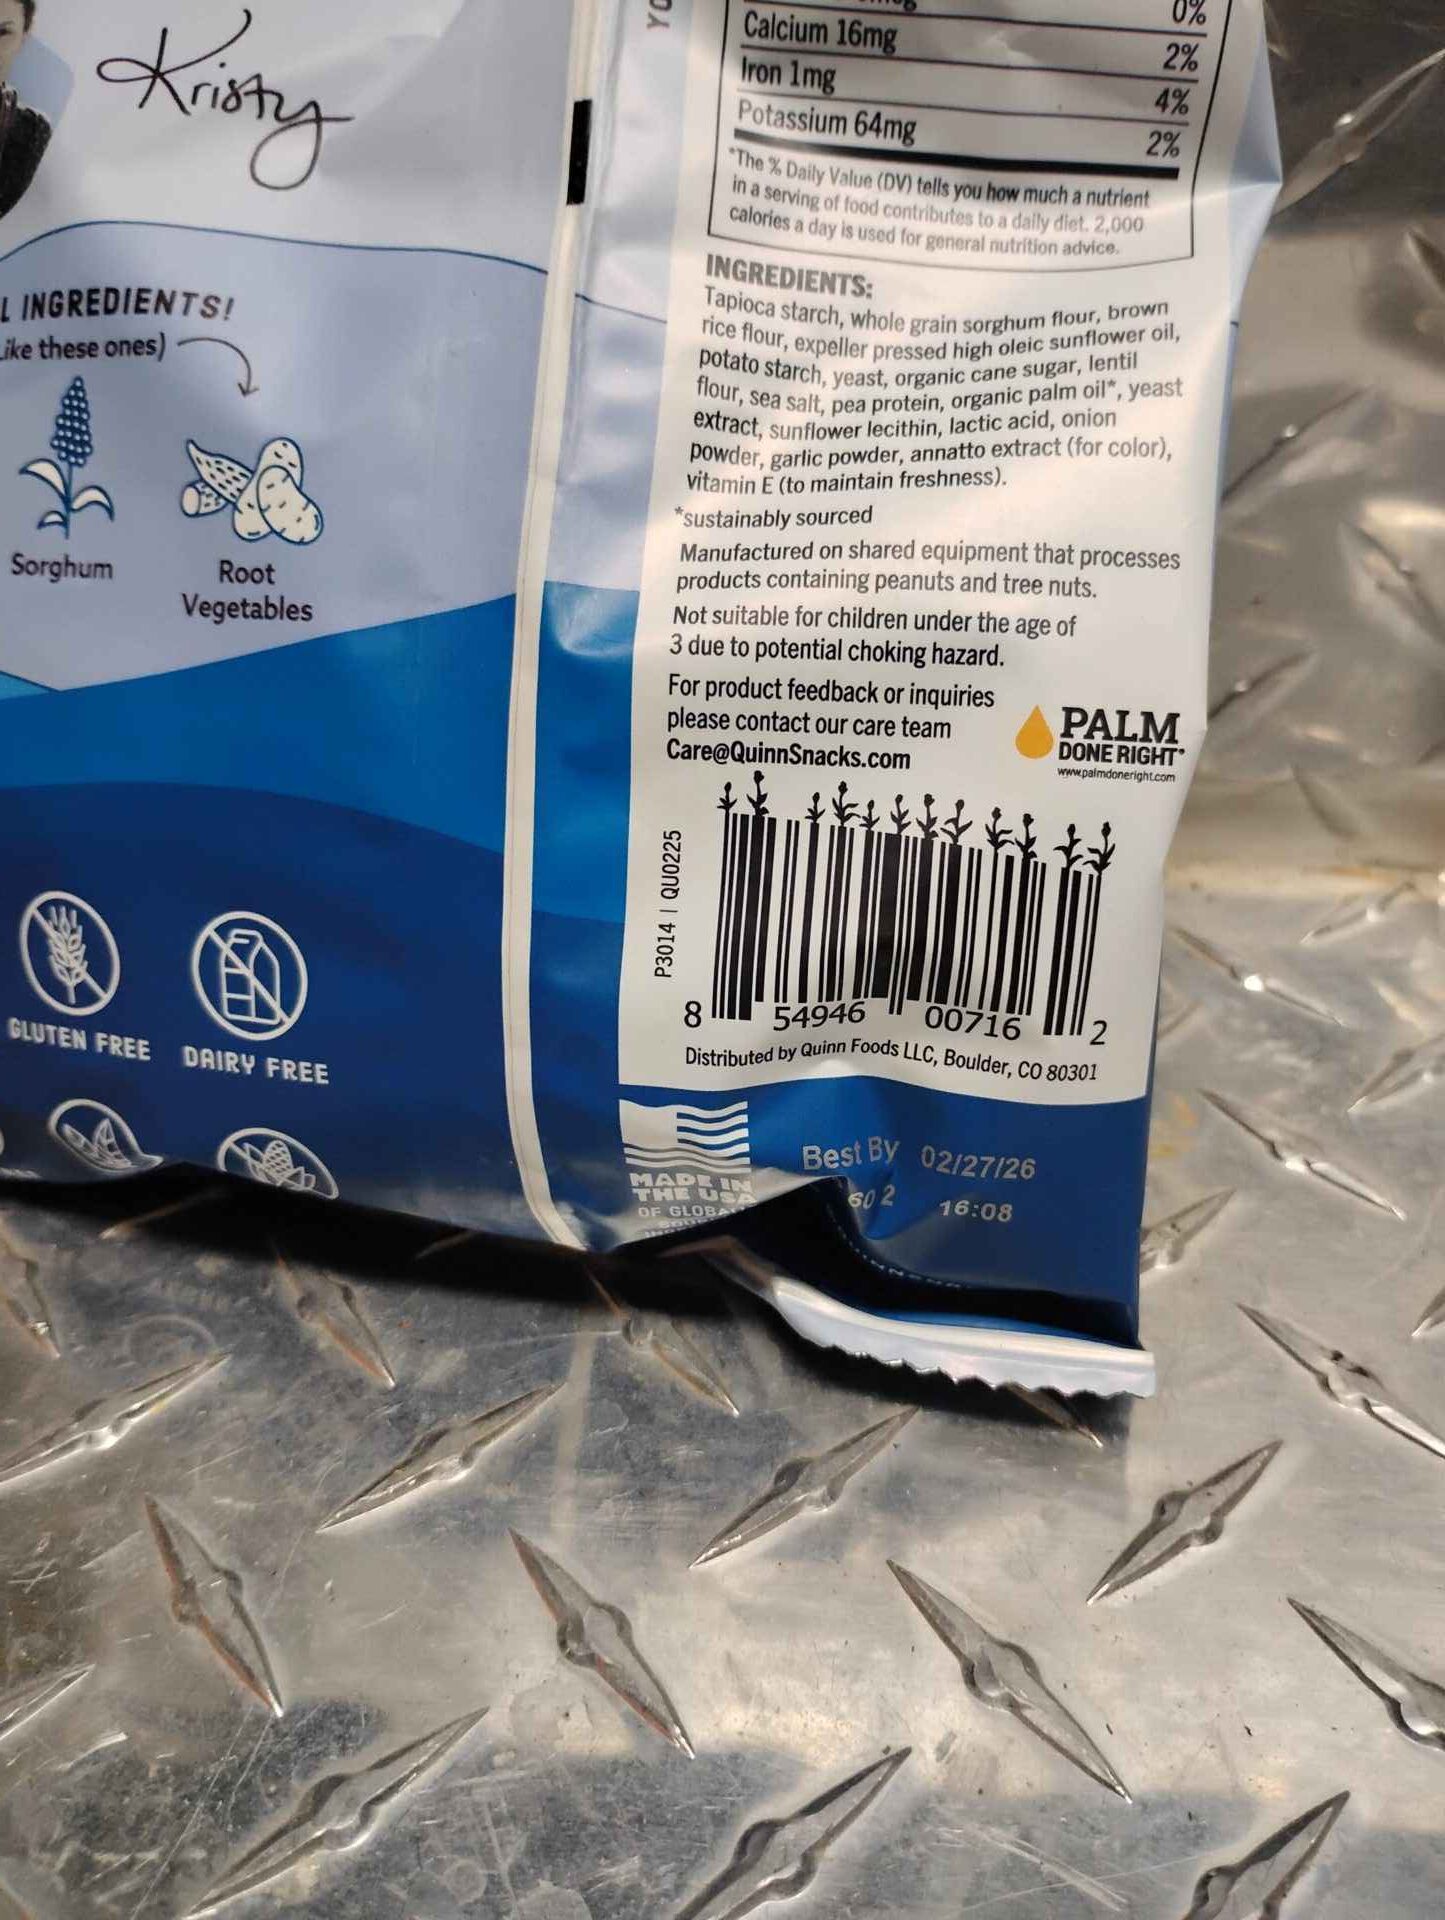 Kristy
L INGREDIENTS!
Like these ones)
Sorghum
Root
Vegetables
GLUTEN FREE
DAIRY FREE
YO
0%
Calcium 16mg 2%
Iron 1mg 4%
Potassium 64mg 2%
*The % Daily Value (DV) tells you how much a nutrient
in a serving of food contributes to a daily diet. 2,000
calories a day is used for general nutrition advice.
INGREDIENTS:
Tapioca starch, whole grain sorghum flour, brown
rice flour, expeller pressed high oleic sunflower oil,
potato starch, yeast, organic cane sugar, lentil
flour, sea salt, pea protein, organic palm oil*, yeast
extract, sunflower lecithin, lactic acid, onion
powder, garlic powder, annatto extract (for color),
vitamin E (to maintain freshness).
*sustainably sourced
Manufactured on shared equipment that processes
products containing peanuts and tree nuts.
Not suitable for children under the age of
3 due to potential choking hazard.
For product feedback or inquiries
please contact our care team
Care@QuinnSnacks.com
PALM
DONE RIGHT
www.palmdoneright.com
P3014 | QU0225
8 54946 00716 2
Distributed by Quinn Foods LLC, Boulder, CO 80301
MADE IN
THE USA
OF GLOBA
Best By 02/27/26
60 2 16:08